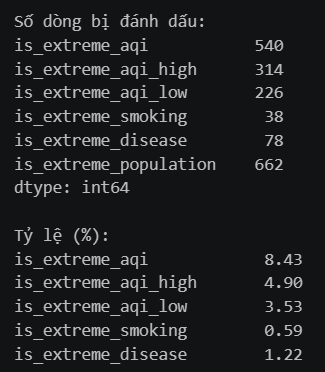 Số dòng bị đánh dấu:
is_extreme_aqi 540
is_extreme_aqi_high 314
is_extreme_aqi_low 226
is_extreme_smoking 38
is_extreme_disease 78
is_extreme_population 662
dtype: int64

Tỷ lệ (%):
is_extreme_aqi 8.43
is_extreme_aqi_high 4.90
is_extreme_aqi_low 3.53
is_extreme_smoking 0.59
is_extreme_disease 1.22